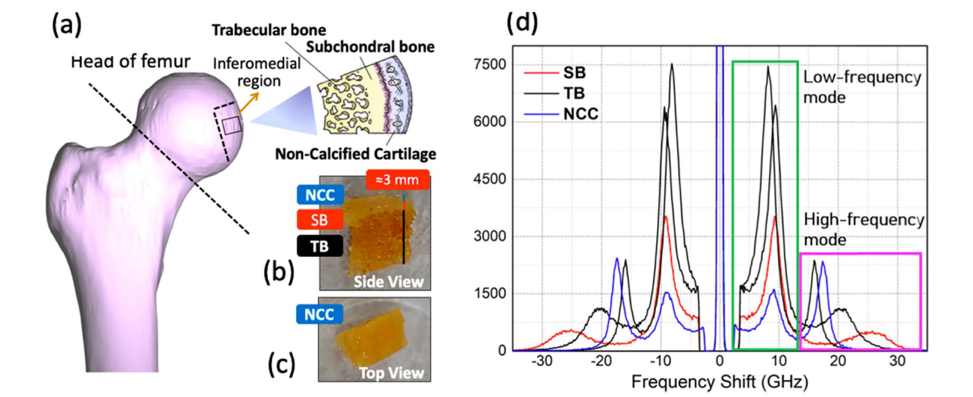 (a)
Head of femur
Trabecular bone
Subchondral bone
Inferomedial
region
Non-Calcified Cartilage
≈3 mm
NCC
SB
TB
(b)
Side View
NCC
(c)
Top View
(d)
7500
6000
4500
3000
1500
0
SB
TB
NCC
Low-frequency
mode
High-frequency
mode
-30
-20
-10
0
10
20
30
Frequency Shift (GHz)